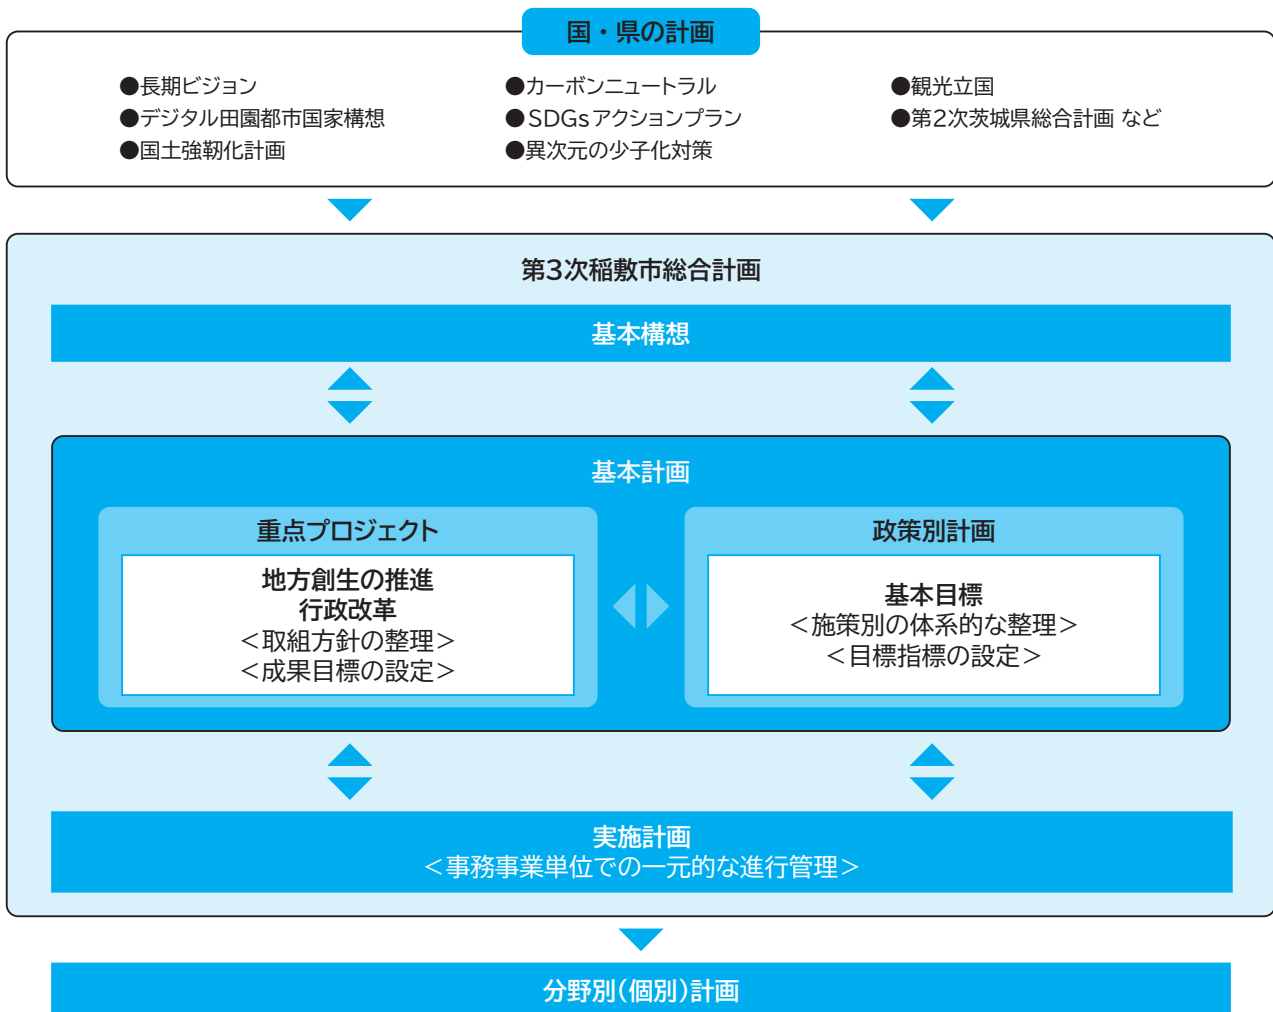 国・県の計画
●長期ビジョン
●デジタル田園都市国家構想
●国土強靭化計画
●カーボンニュートラル
●SDGsアクションプラン
●異次元の少子化対策
●観光立国
●第2次茨城県総合計画 など
第3次稲敷市総合計画
基本構想
基本計画
重点プロジェクト
地方創生の推進
行政改革
＜取組方針の整理＞
＜成果目標の設定＞
政策別計画
基本目標
＜施策別の体系的な整理＞
＜目標指標の設定＞
実施計画
＜事務事業単位での一元的な進行管理＞
分野別(個別)計画